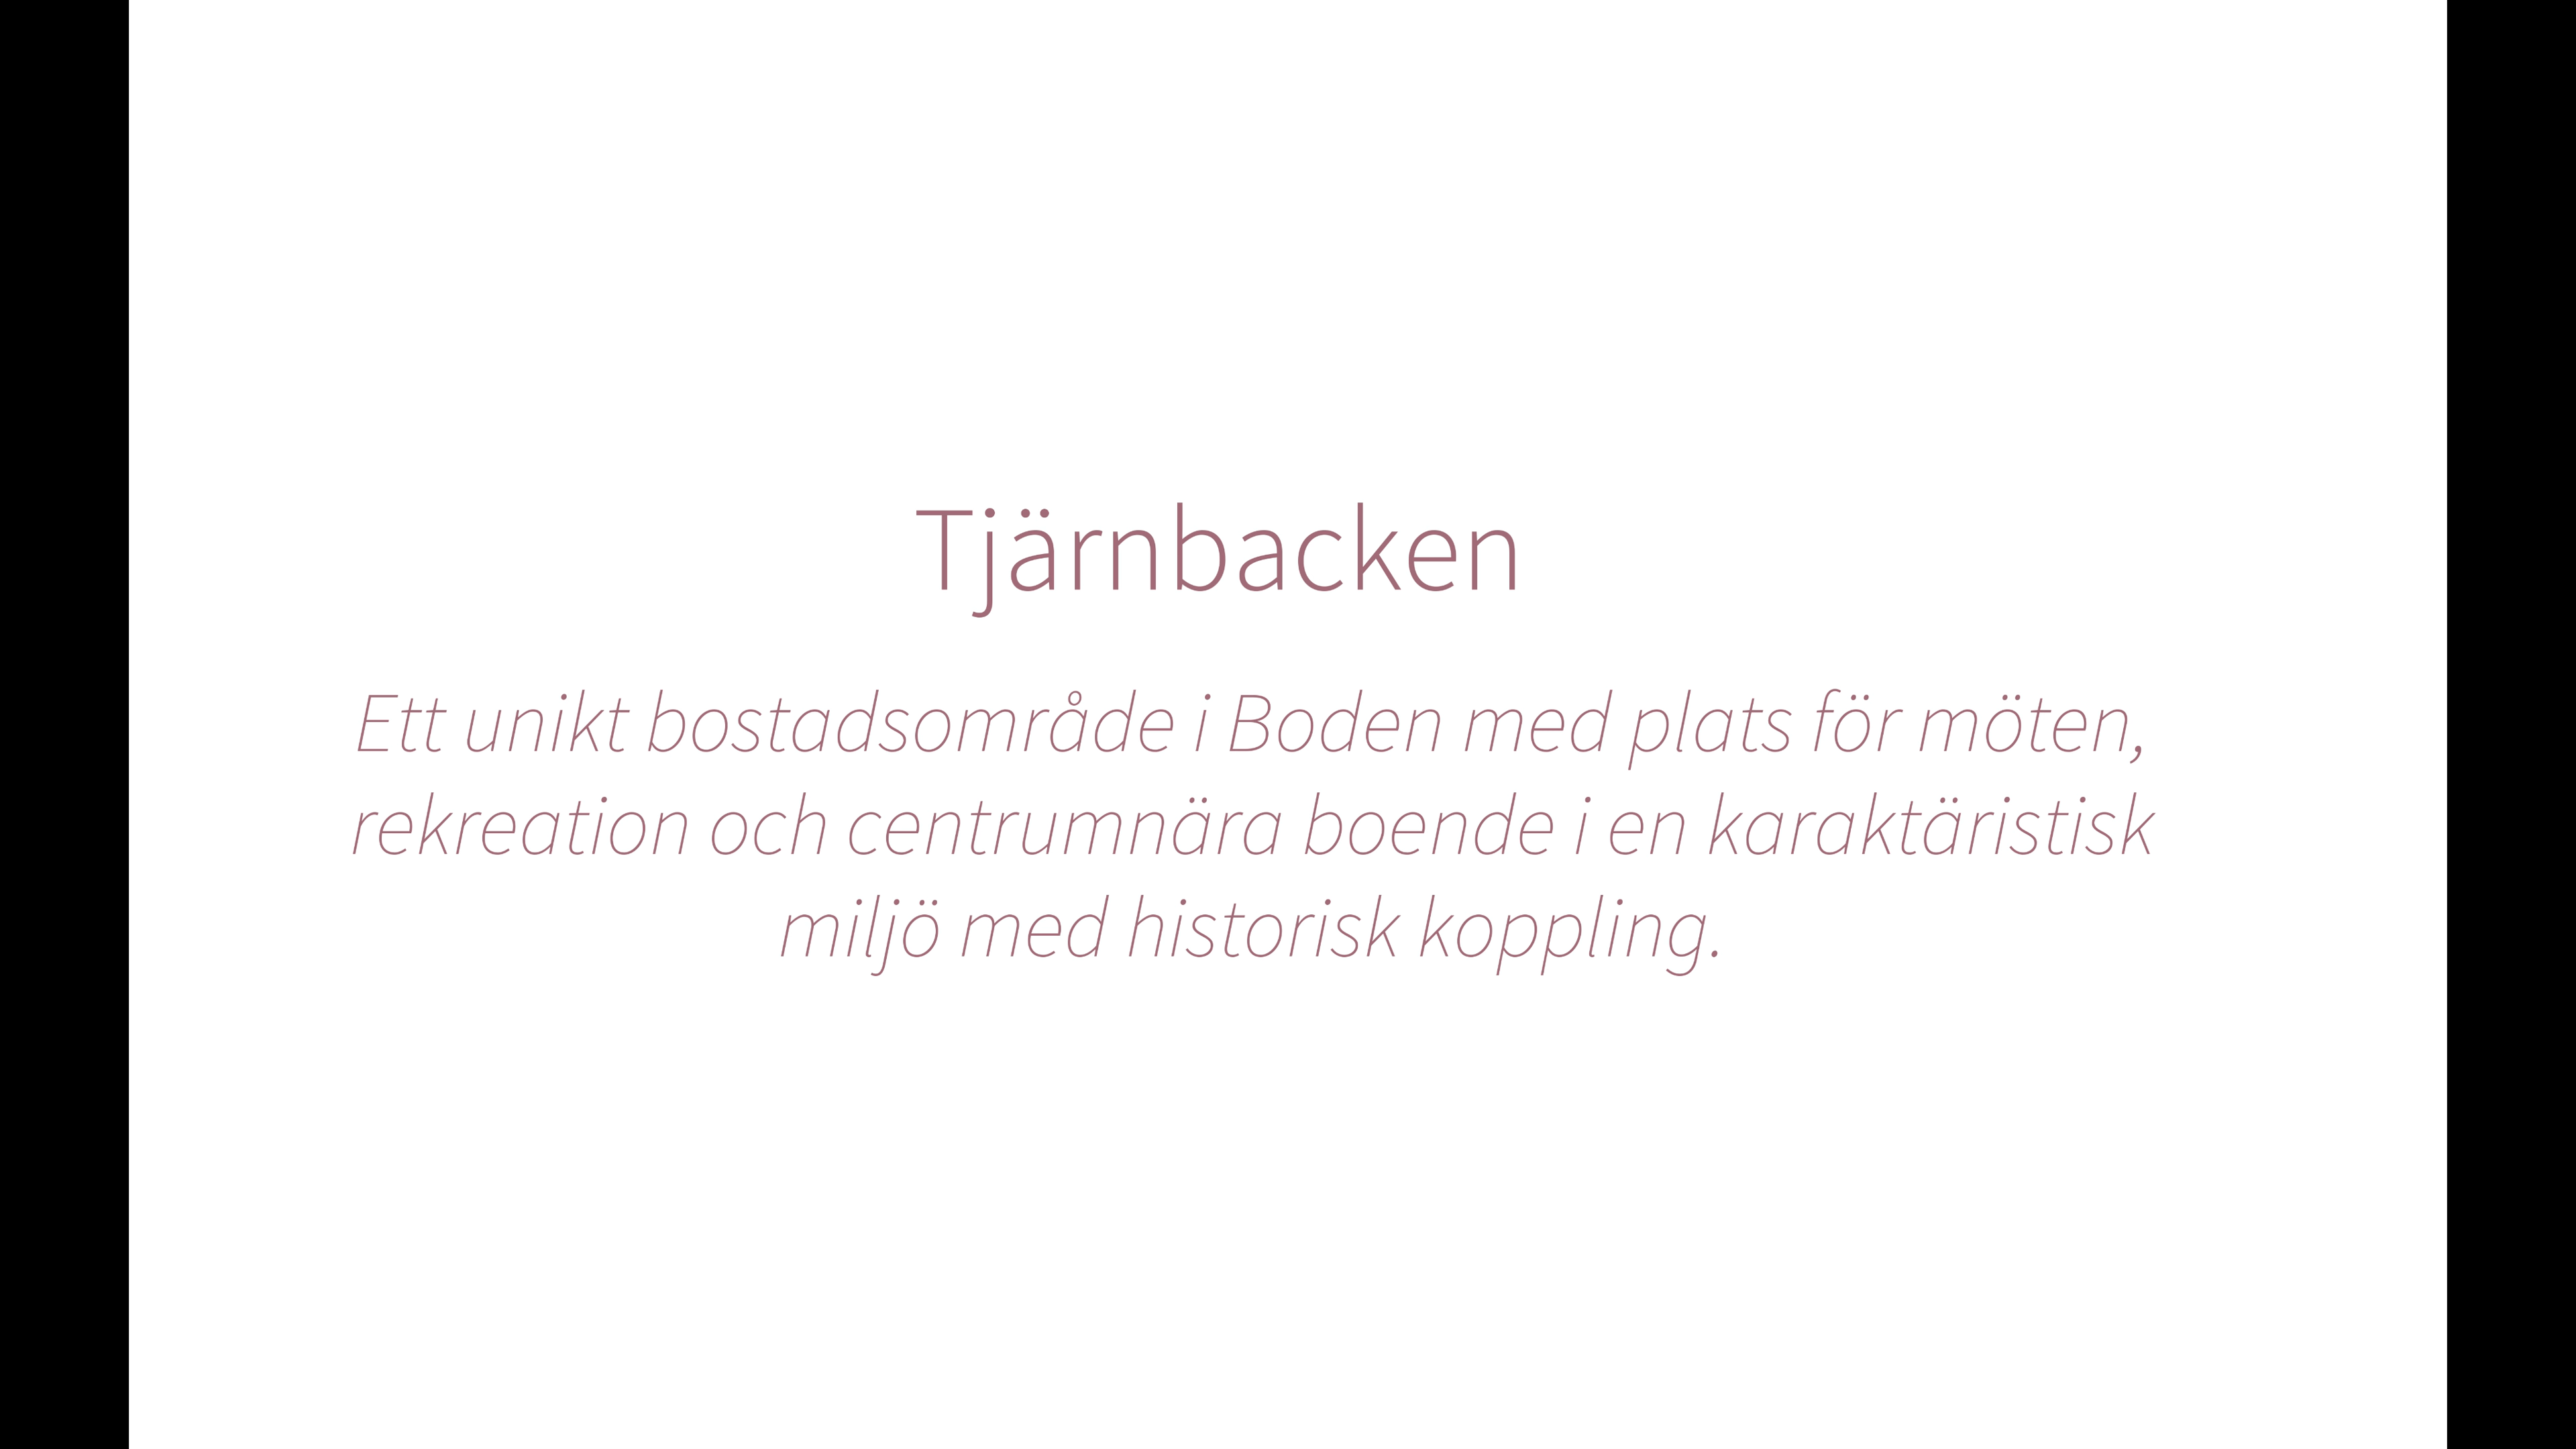 Tjärnbacken
Ett unikt bostadsområde i Boden med plats för möten,
rekreation och centrumnära boende i en karaktäristisk
miljö med historisk koppling.